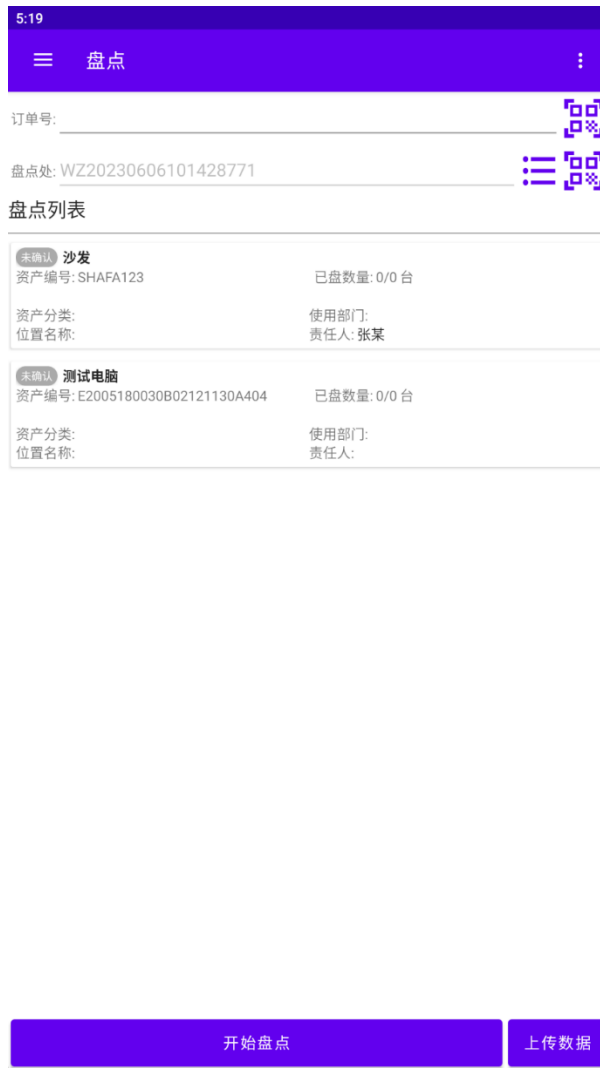 5:19
盘点
订单号:
盘点处: WZ20230606101428771
盘点列表
未确认 沙发
资产编号: SHAFA123 已盘数量: 0/0 台
资产分类: 使用部门:
位置名称: 责任人: 张某
未确认 测试电脑
资产编号: E2005180030B02121130A404 已盘数量: 0/0 台
资产分类: 使用部门:
位置名称: 责任人:
开始盘点 上传数据